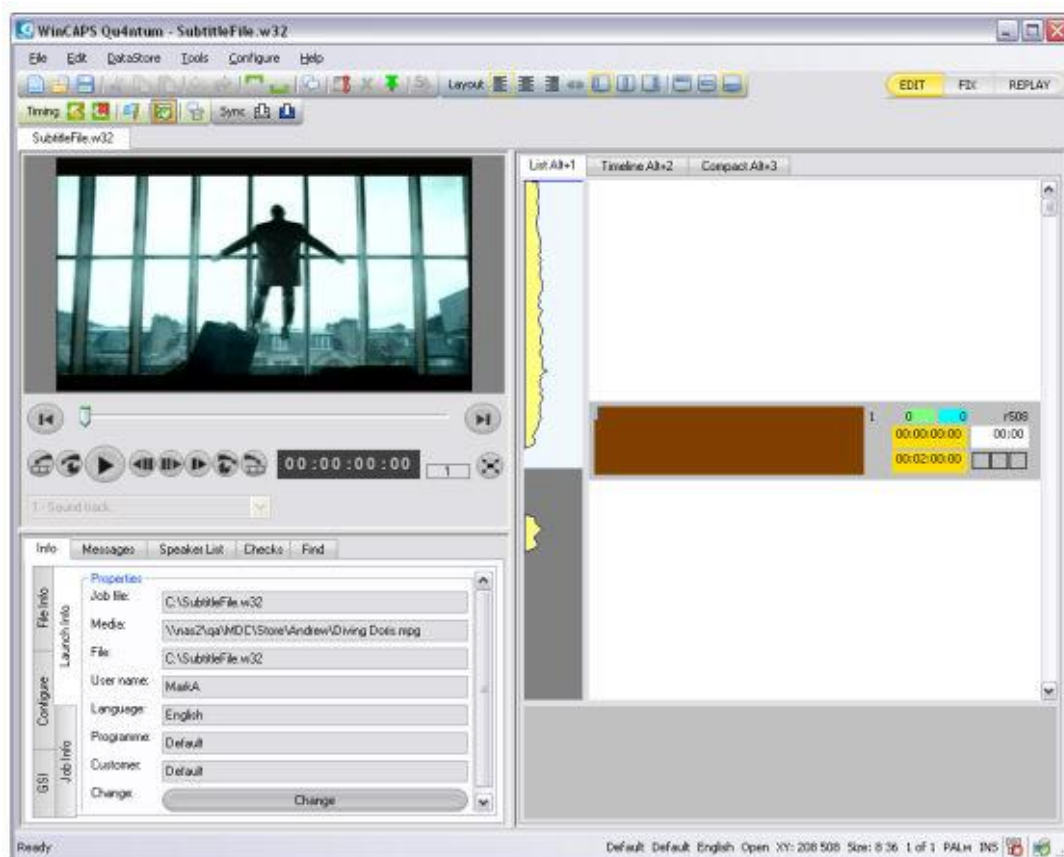 WinCAPS Qu4ntum - SubtitleFile.w32
File Edit DataStore Tools Configure Help
Layout
EDIT FIX REPLAY
Timing Sync
SubtitleFile.w32
List Alt+1 Timeline Alt+2 Compact Alt+3
1 0 0 r508
00:00:00:00 00:00
00:02:00:00
00:00:00:00 1
1 - Sound track
Info Messages Speaker List Checks Find
File Info
Configure
GSI
Launch Info
Job Info
Properties
Job file: C:\SubtitleFile.w32
Media: \\nas2\qa\MDC\Store\Andrew\Diving Doris.mpg
File: C:\SubtitleFile.w32
User name: MarkA
Language: English
Programme: Default
Customer: Default
Change: Change
Ready
Default Default English Open XY: 208 508 Size: 8 36 1 of 1 PALM INS